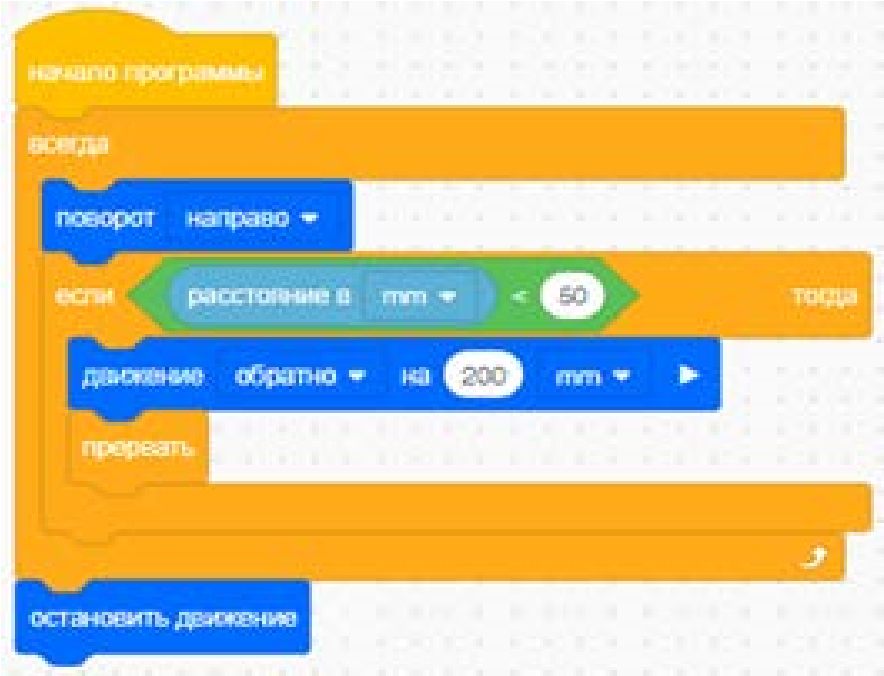 начало программы
всегда
поворот направо
если расстояние в mm < 50 тогда
движение обратно на 200 mm
прервать
остановить движение